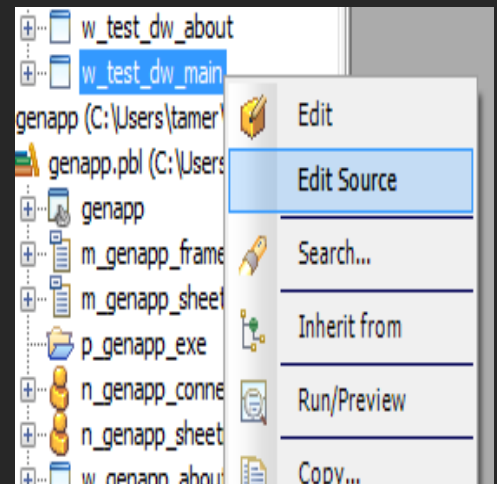 w_test_dw_about
w_test_dw_main
genapp (C:\Users\tamer\
genapp.pbl (C:\Users
genapp
m_genapp_frame
m_genapp_sheet
p_genapp_exe
n_genapp_conne
n_genapp_sheet
w_genapp_about
Edit
Edit Source
Search...
Inherit from
Run/Preview
Copy...